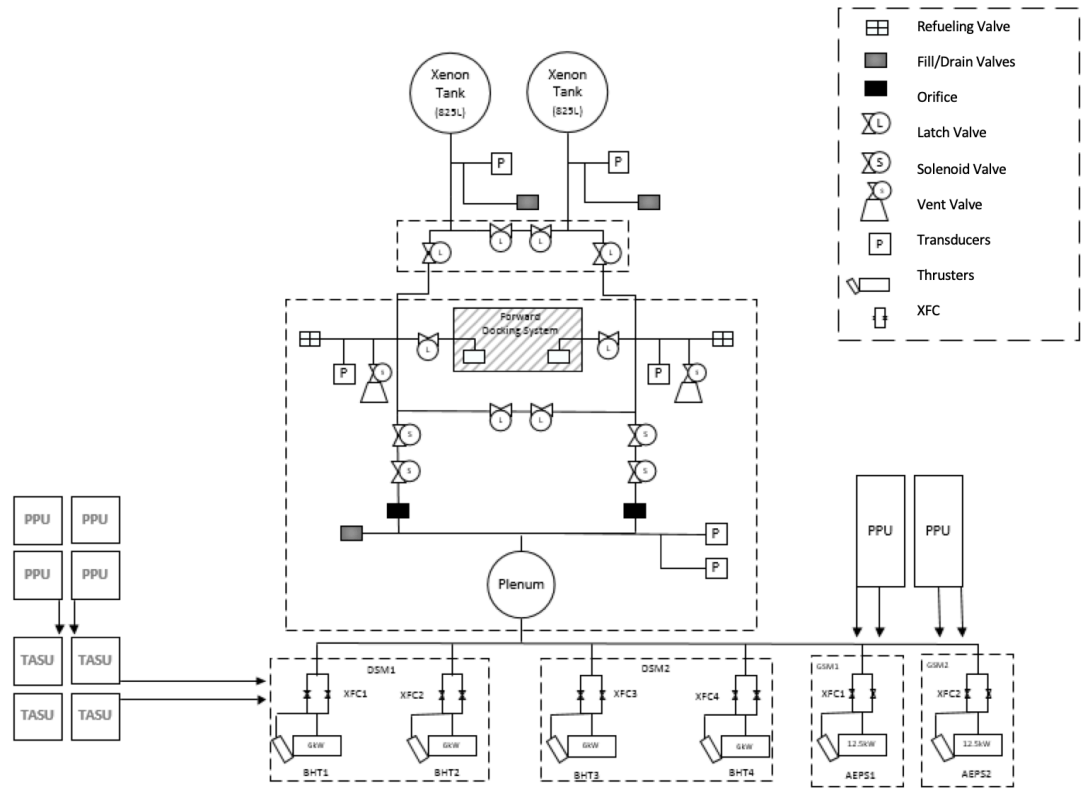 Xenon
Tank
(825L)
Xenon
Tank
(825L)
P
P
L
L
L
L
Forward
Docking System
L
L
P
S
P
S
L
L
S
S
S
S
P
P
Plenum
PPU
PPU
PPU
PPU
TASU
TASU
TASU
TASU
PPU
PPU
DSM1
XFC1
XFC2
6kW
6kW
BHT1
BHT2
DSM2
XFC3
XFC4
6kW
6kW
BHT3
BHT4
GSM1
XFC1
12.5kW
AEPS1
GSM2
XFC2
12.5kW
AEPS2
Refueling Valve
Fill/Drain Valves
Orifice
L
Latch Valve
S
Solenoid Valve
S
Vent Valve
P
Transducers
Thrusters
XFC